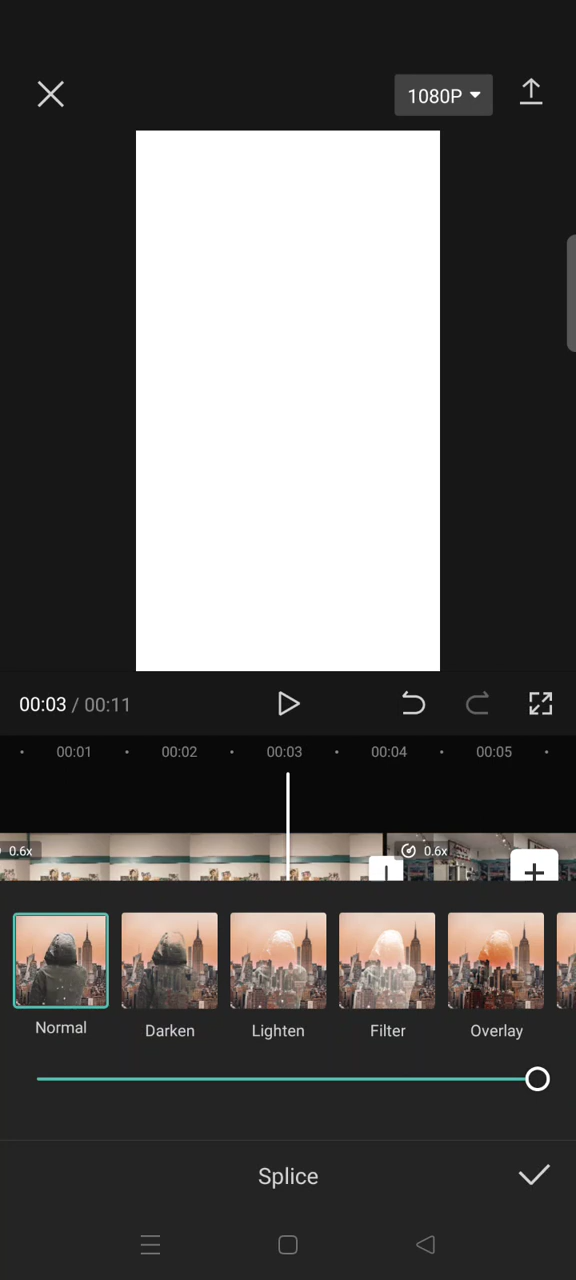 1080P
00:03 / 00:11
00:01 00:02 00:03 00:04 00:05
0.6x 0.6x
Normal Darken Lighten Filter Overlay
Splice